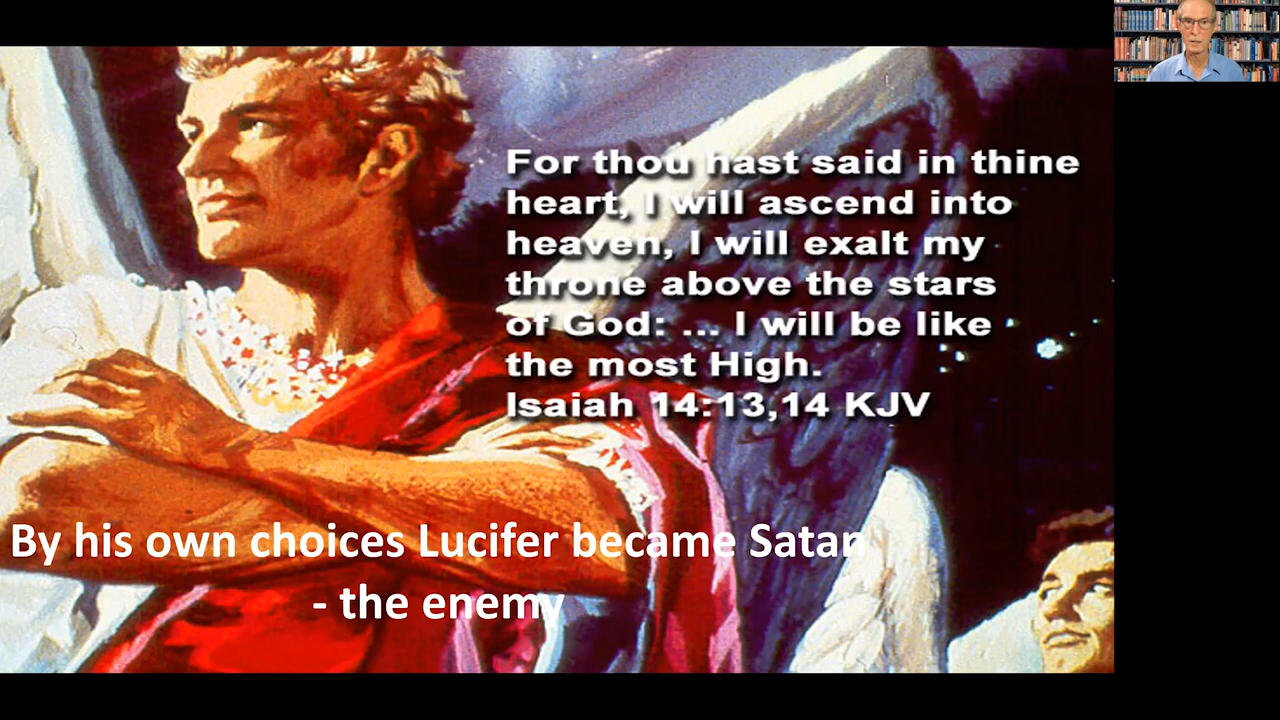 For thou hast said in thine
heart, I will ascend into
heaven, I will exalt my
throne above the stars
of God: ... I will be like
the most High.
Isaiah 14:13,14 KJV
By his own choices Lucifer became Satan
- the enemy